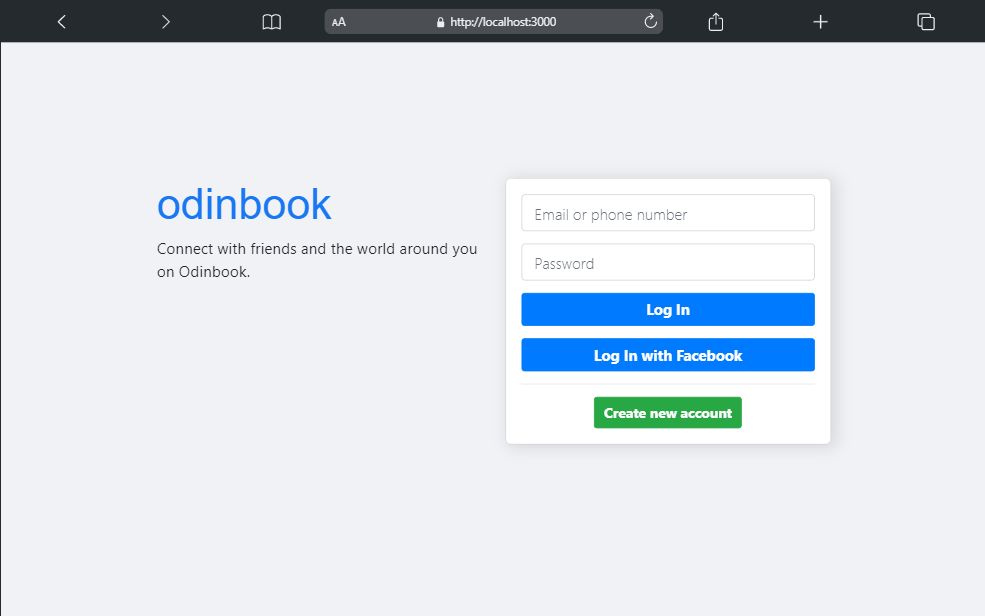 AA
http://localhost:3000
odinbook
Connect with friends and the world around you
on Odinbook.
Email or phone number
Password
Log In
Log In with Facebook
Create new account